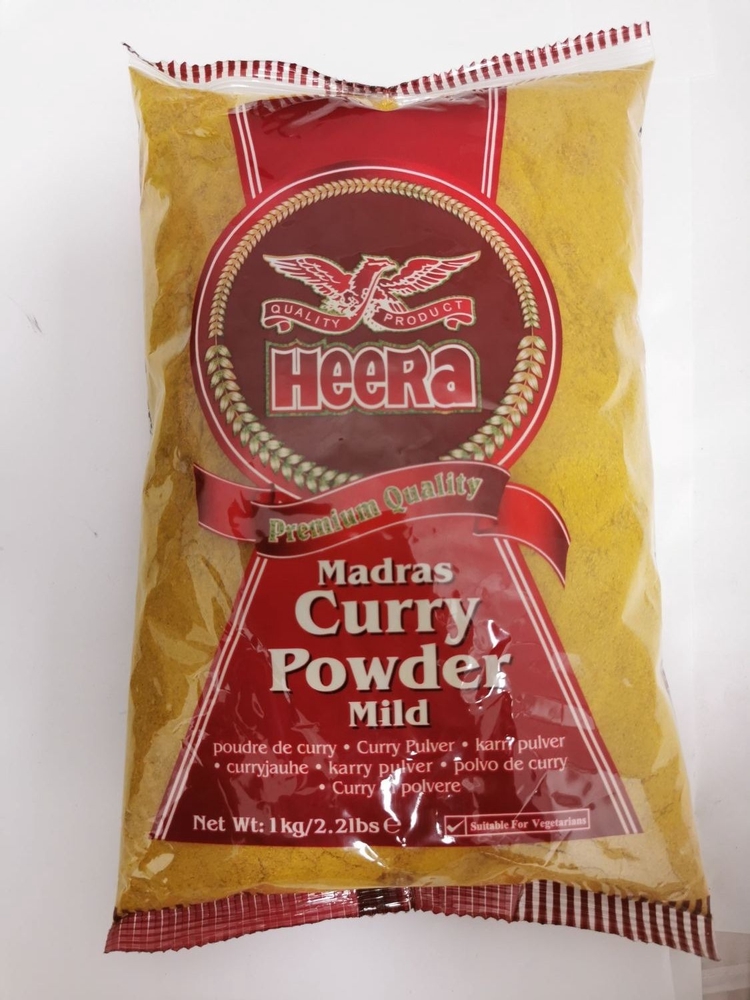 QUALITY PRODUCT
HEERA
Premium Quality
Madras
Curry
Powder
Mild
poudre de curry • Curry Pulver • karri pulver
• curryjauhe • karry pulver • polvo de curry
• Curry polvere
Net Wt: 1kg/2.2lbs ℮
Suitable For Vegetarians